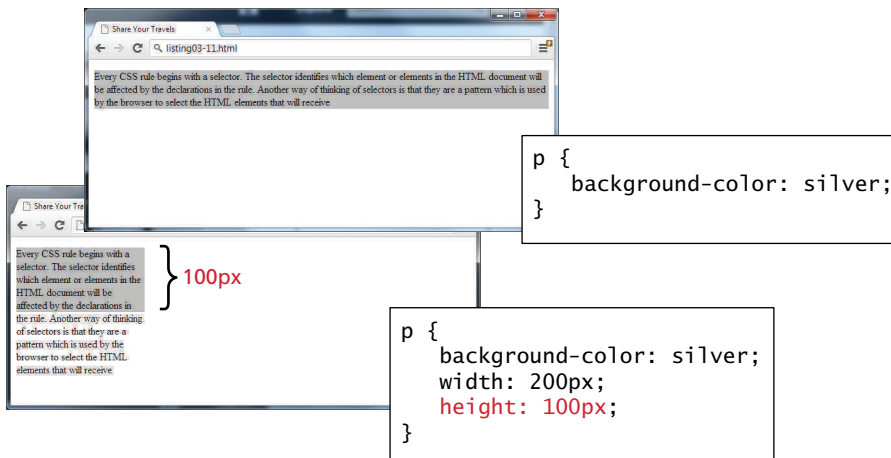 Share Your Travels
listing03-11.html
Every CSS rule begins with a selector. The selector identifies which element or elements in the HTML document will
be affected by the declarations in the rule. Another way of thinking of selectors is that they are a pattern which is used
by the browser to select the HTML elements that will receive
p {
background-color: silver;
}
Share Your Tra
Every CSS rule begins with a
selector. The selector identifies
which element or elements in the
HTML document will be
affected by the declarations in
the rule. Another way of thinking
of selectors is that they are a
pattern which is used by the
browser to select the HTML
elements that will receive
100px
p {
background-color: silver;
width: 200px;
height: 100px;
}